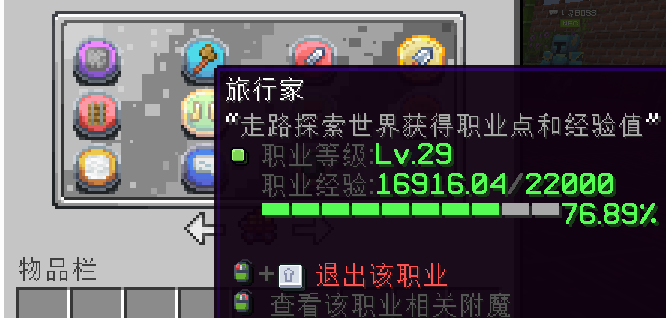 旅行家
“走路探索世界获得职业点和经验值”
职业等级:Lv.29
职业经验:16916.04/22000
76.89%
物品栏
+ 退出该职业
查看该职业相关附魔